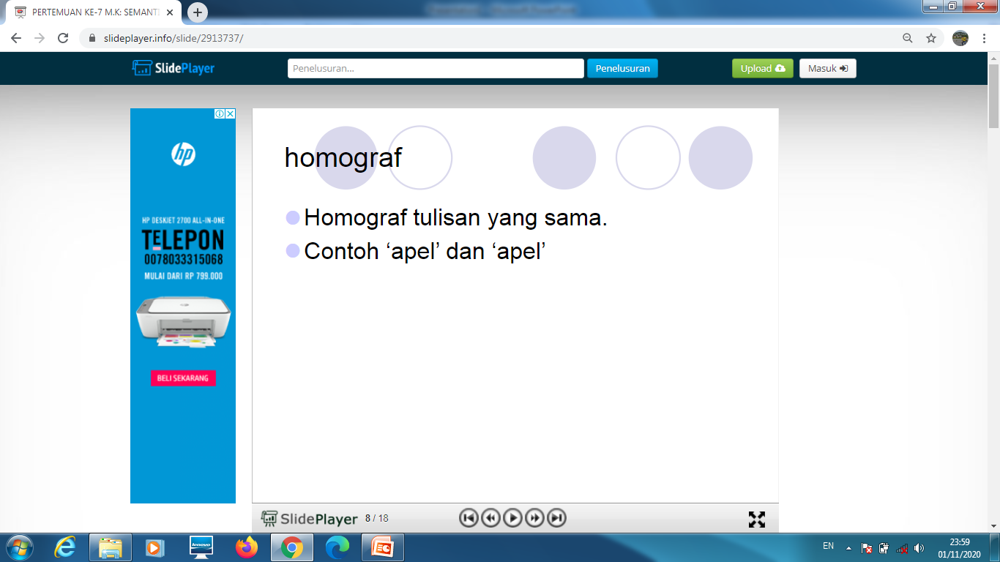 PERTEMUAN KE-7 M.K: SEMANTI
slideplayer.info/slide/2913737/
SlidePlayer
Penelusuran...
Penelusuran
Upload
Masuk
hp
HP DESKJET 2700 ALL-IN-ONE
TELEPON
0078033315068
MULAI DARI RP 799.000
BELI SEKARANG
homograf
Homograf tulisan yang sama.
Contoh ‘apel’ dan ‘apel’
SlidePlayer 8 / 18
lenovo
EN
23:59
01/11/2020